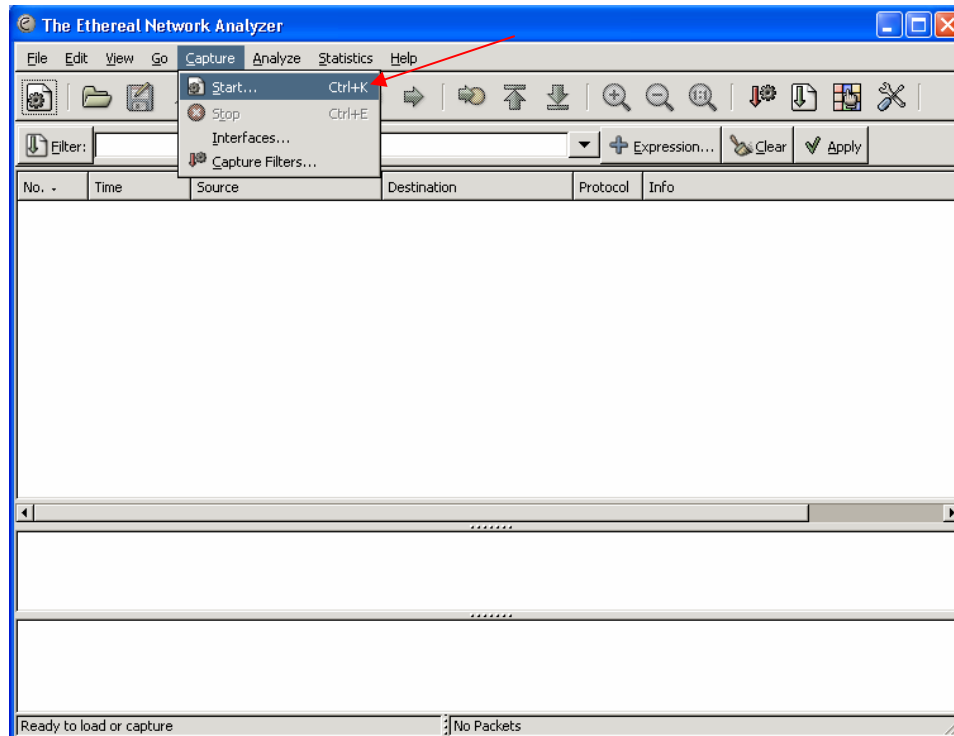 The Ethereal Network Analyzer
File Edit View Go Capture Analyze Statistics Help
Start... Ctrl+K
Stop Ctrl+E
Interfaces...
Capture Filters...
Filter: Expression... Clear Apply
No. Time Source Destination Protocol Info
Ready to load or capture No Packets